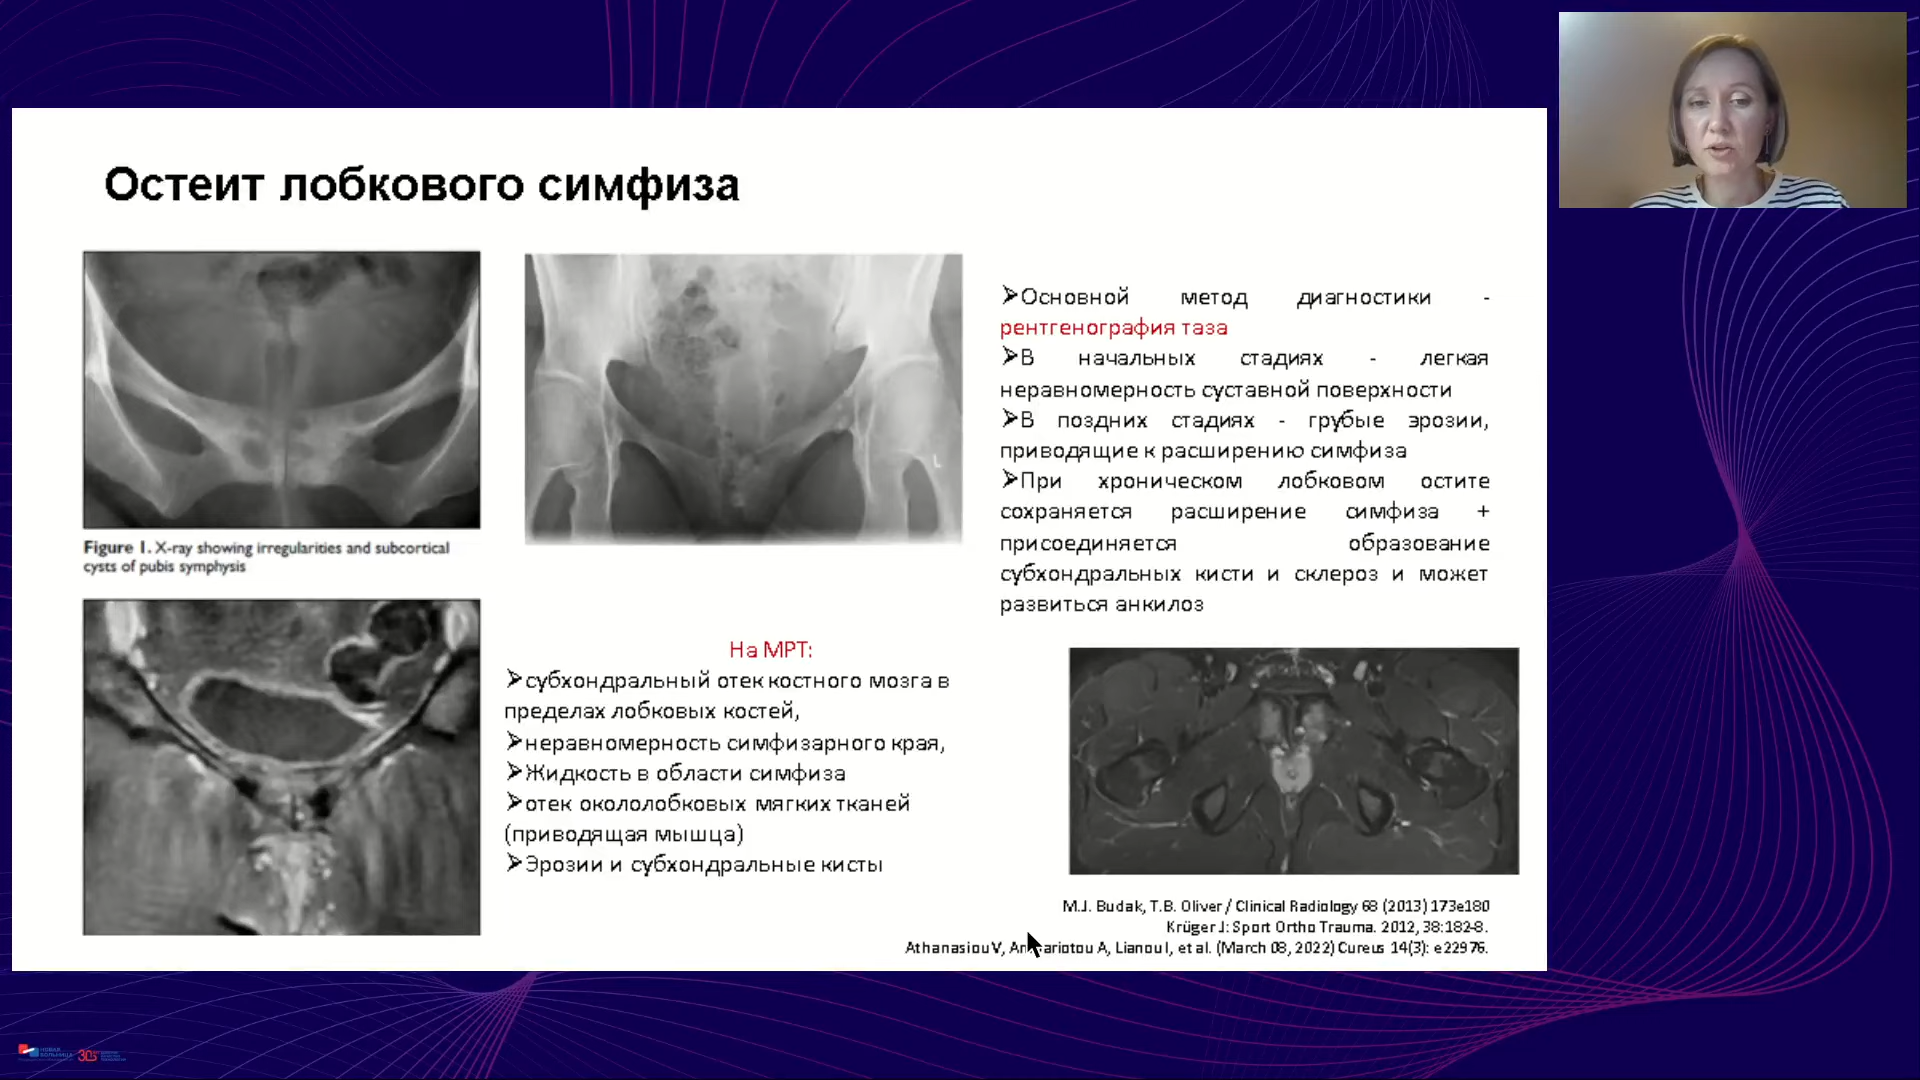 Остеит лобкового симфиза
Figure 1. X-ray showing irregularities and subcortical
cysts of pubis symphysis
L
➢Основной метод диагностики -
рентгенография таза
➢В начальных стадиях - легкая
неравномерность суставной поверхности
➢В поздних стадиях - грубые эрозии,
приводящие к расширению симфиза
➢При хроническом лобковом остите
сохраняется расширение симфиза +
присоединяется образование
субхондральных кисти и склероз и может
развиться анкилоз
На МРТ:
➢субхондральный отек костного мозга в
пределах лобковых костей,
➢неравномерность симфизарного края,
➢Жидкость в области симфиза
➢отек окололобковых мягких тканей
(приводящая мышца)
➢Эрозии и субхондральные кисты
M.J. Budak, T.B. Oliver / Clinical Radiology 68 (2013) 173e180
Krüger J: Sport Ortho Trauma. 2012, 38:182-8.
Athanasiou V, A, Lianou I, et al. (March 08, 2022) Cureus 14(3): e22976.
НОВАЯ
БОЛЬНИЦА
30